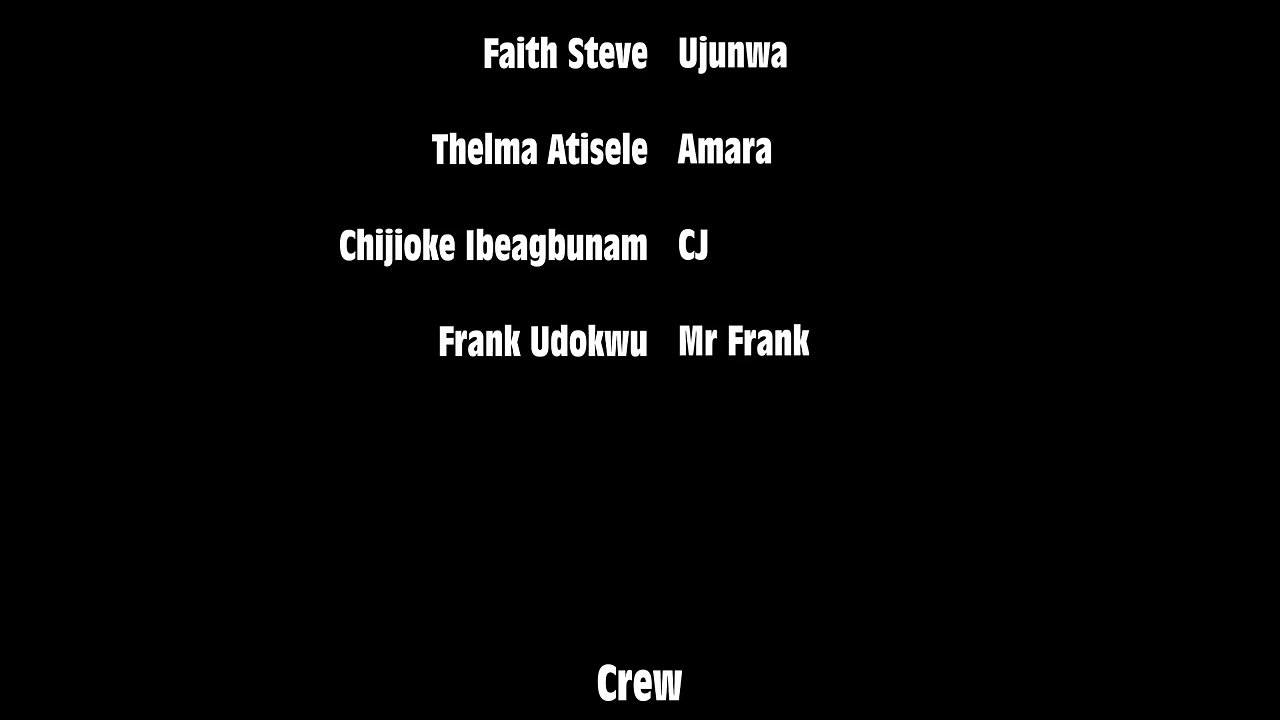 Faith Steve Ujunwa
Thelma Atisele Amara
Chijioke Ibeagbunam CJ
Frank Udokwu Mr Frank
Crew